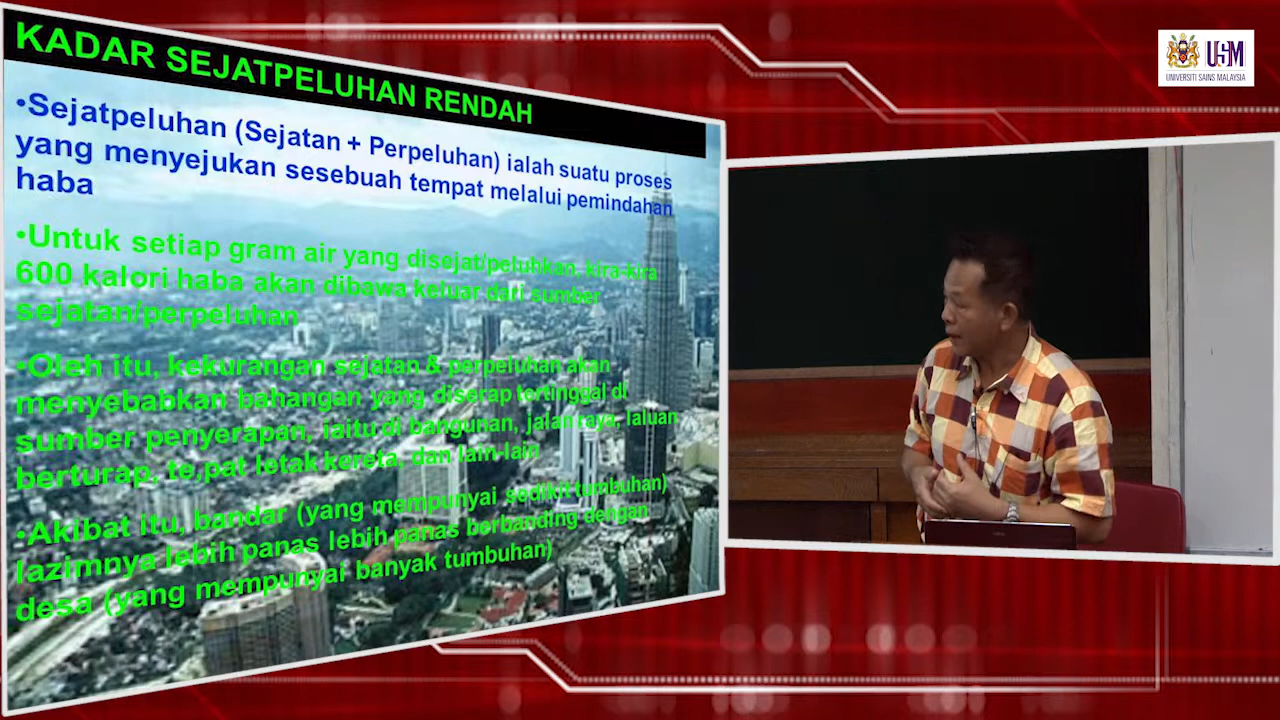 KADAR SEJATPELUHAN RENDAH
•Sejatpeluhan (Sejatan + Perpeluhan) ialah suatu proses
yang menyejukan sesebuah tempat melalui pemindahan
haba
•Untuk setiap gram air yang disejat/peluhkan, kira-kira
600 kalori haba akan dibawa keluar dari sumber
sejatan/perpeluhan
•Oleh itu, kekurangan sejatan & perpeluhan akan
menyebabkan bahangan yang diserap tertinggal di
sumber penyerapan, iaitu di bangunan, jalan raya, laluan
berturap, te,pat letak kereta, dan lain-lain
•Akibat itu, bandar (yang mempunyai sedikit tumbuhan)
lazimnya lebih panas lebih panas berbanding dengan
desa (yang mempunyai banyak tumbuhan)
USM
UNIVERSITI SAINS MALAYSIA